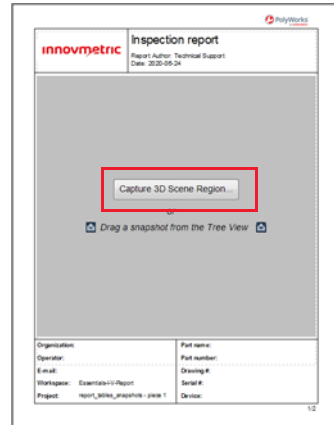 PolyWorks
innovmetric
Inspection report
Report Author: Technical Support
Date: 2020-06-24
Capture 3D Scene Region...
or
Drag a snapshot from the Tree View
Organization:
Part name:
Operator:
Part number:
E-mail:
Drawing #:
Workspace: Essentials-I-V-Report
Serial #:
Project: report_tables_snapshots - piece 1
Device:
1/2